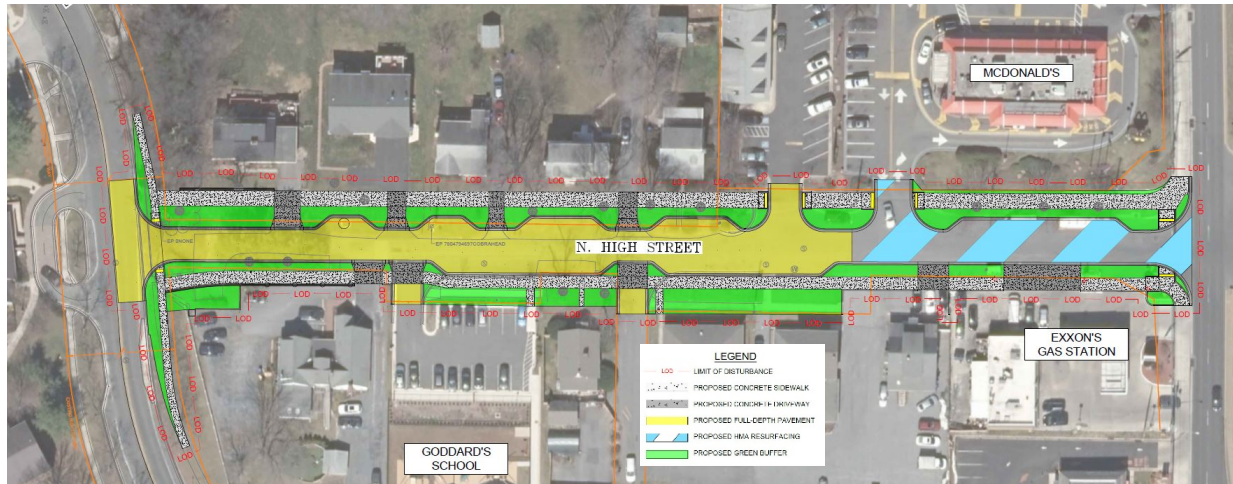 MCDONALD'S
N. HIGH STREET
GODDARD'S
SCHOOL
EXXON'S
GAS STATION
LEGEND
LOD LIMIT OF DISTURBANCE
PROPOSED CONCRETE SIDEWALK
PROPOSED CONCRETE DRIVEWAY
PROPOSED FULL-DEPTH PAVEMENT
PROPOSED HMA RESURFACING
PROPOSED GREEN BUFFER
LOD